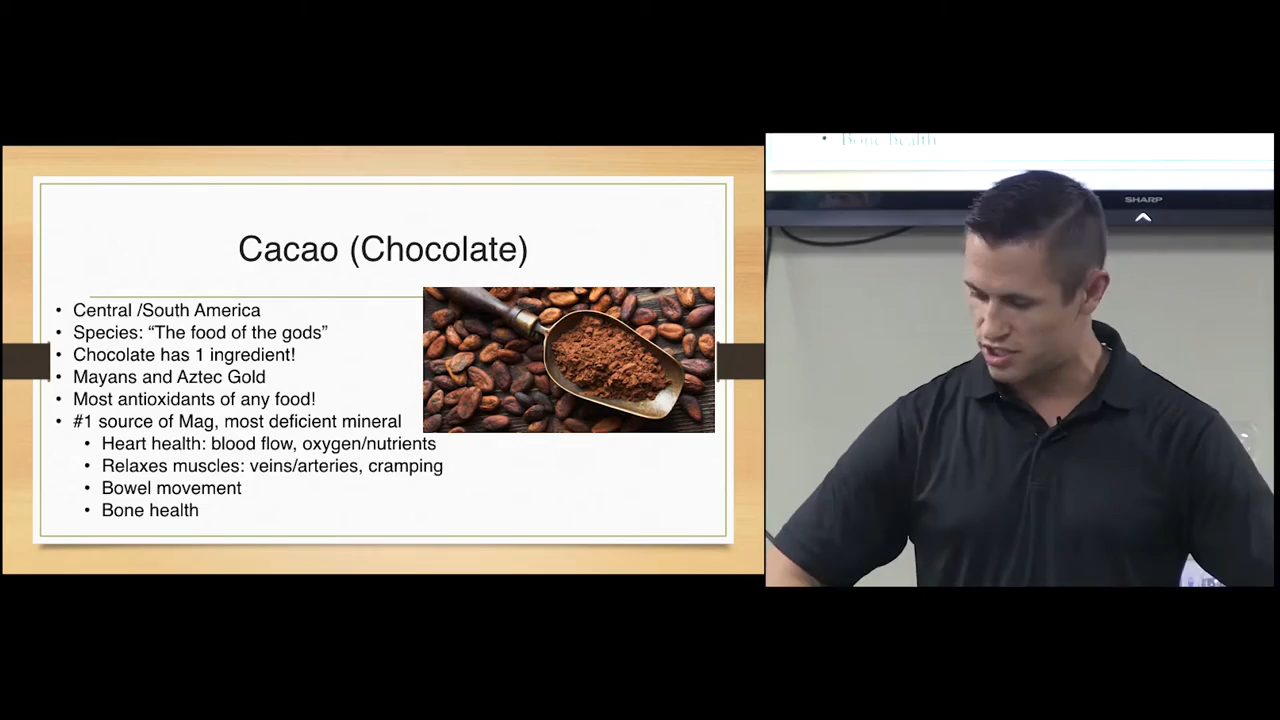 Cacao (Chocolate)
• Central /South America
• Species: “The food of the gods”
• Chocolate has 1 ingredient!
• Mayans and Aztec Gold
• Most antioxidants of any food!
• #1 source of Mag, most deficient mineral
• Heart health: blood flow, oxygen/nutrients
• Relaxes muscles: veins/arteries, cramping
• Bowel movement
• Bone health
• Bone health
SHARP